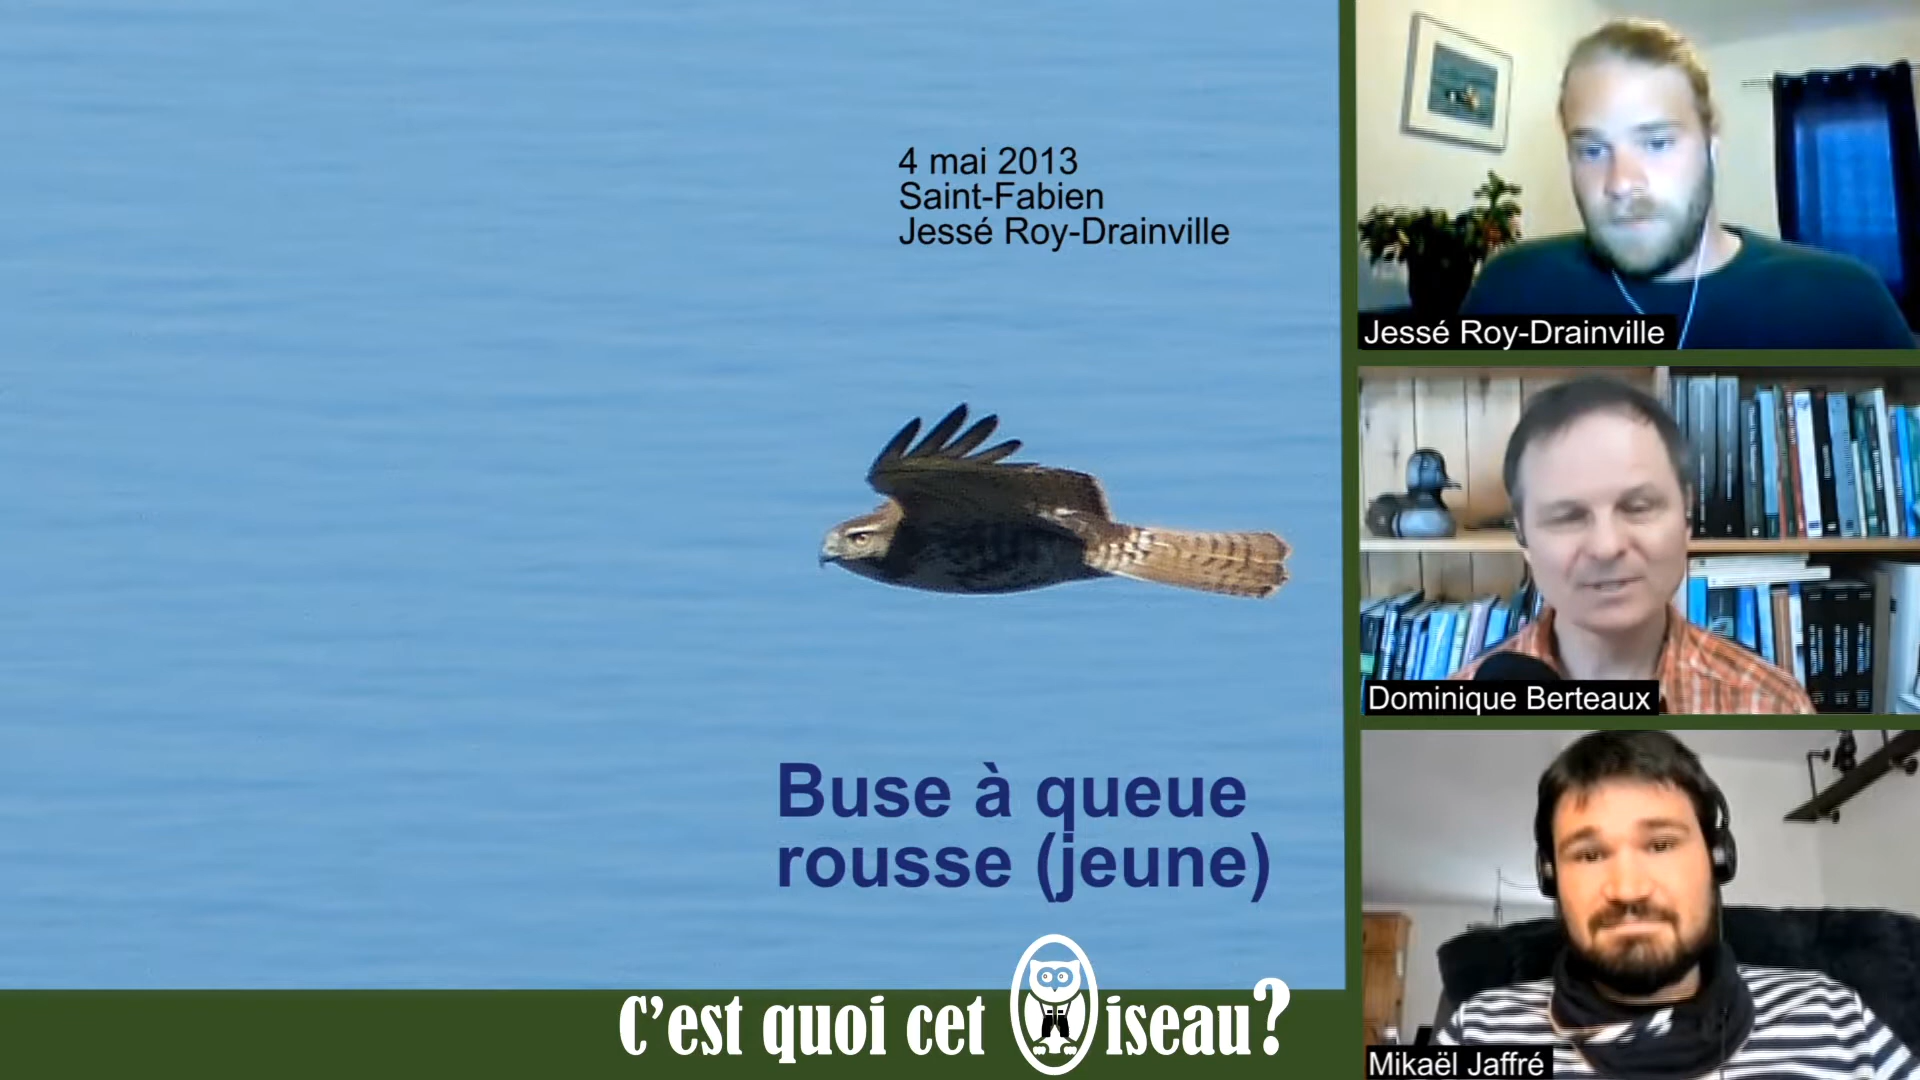 4 mai 2013
Saint-Fabien
Jessé Roy-Drainville
Buse à queue
rousse (jeune)
C'est quoi cet Oiseau?
Jessé Roy-Drainville
Dominique Berteaux
Mikaël Jaffré